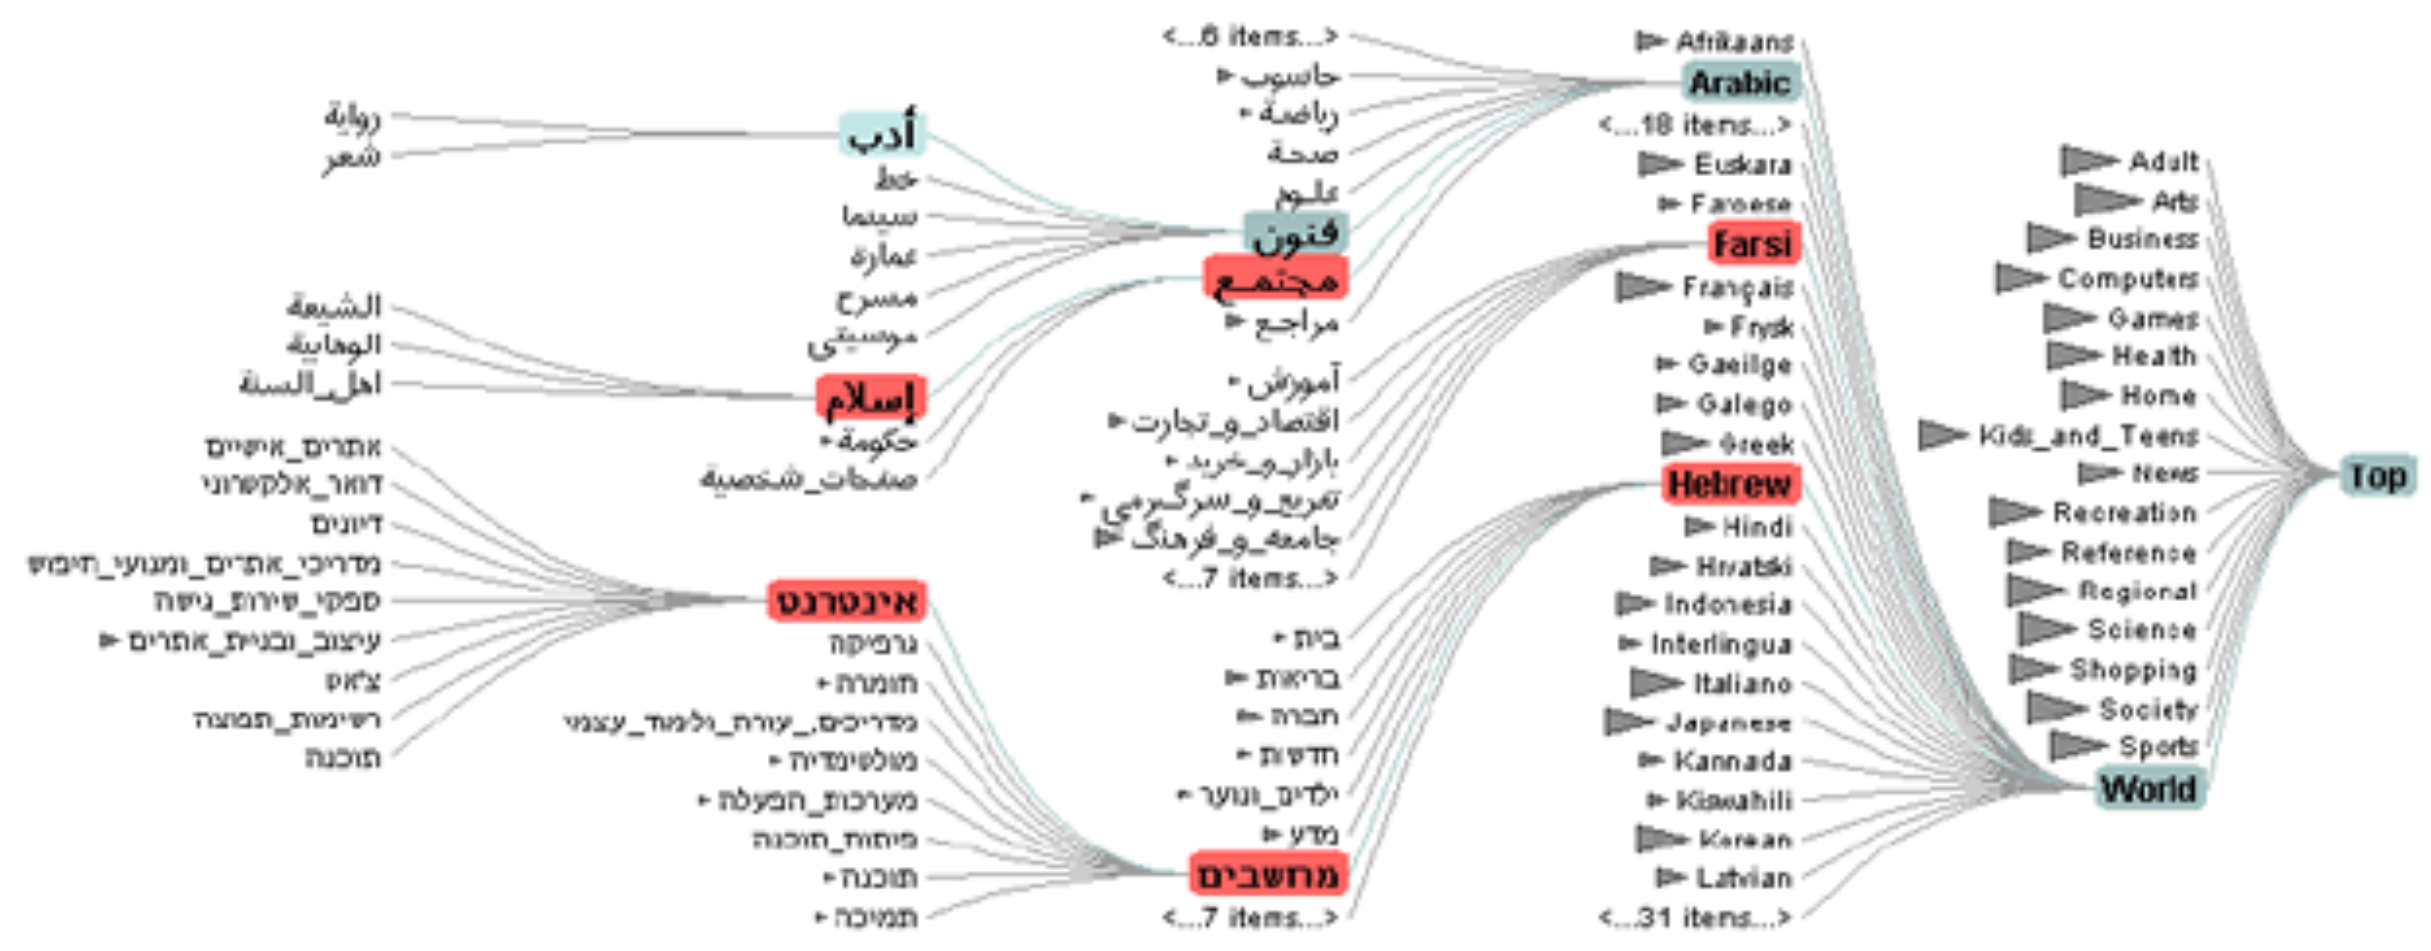 Top
Adult
Arts
Business
Computers
Games
Health
Home
Kids_and_Teens
News
Recreation
Reference
Regional
Science
Shopping
Society
Sports
World
Afrikaans
Arabic
<...18 items...>
Euskara
Faroese
Farsi
Français
Frysk
Gaeilge
Galego
Greek
Hebrew
Hindi
Hrvatski
Indonesia
Interlingua
Italiano
Japanese
Kannada
Kiswahili
Korean
Latvian
<...31 items...>
<...6 items...>
حاسوب
رياضة
صحة
علوم
فنون
مجتمع
مراجع
آموزش
اقتصاد_و_تجارت
بازار_و_خرید
تفریح_و_سرگرمی
جامعه_و_فرهنگ
<...7 items...>
בית
בריאות
חברה
חדשות
ילדים_ונוער
מדע
מחשבים
<...7 items...>
أدب
خط
سينما
عمارة
مسرح
موسيقى
إسلام
حكومة
صفحات_شخصية
אינטרנט
גרפיקה
חומרה
מדריכים,_עזרה_ולימוד_עצמי
מולטימדיה
מערכות_הפעלה
פיתוח_תוכנה
תוכנה
תמיכה
رواية
شعر
الشيعة
الوهابية
اهل_السنة
אתרים_אישיים
דואר_אלקטרוני
דיונים
מדריכי_אתרים_ומנועי_חיפוש
ספקי_שירות_גישה
עיצוב_ובניית_אתרים
צ'אט
רשימות_תפוצה
תוכנה